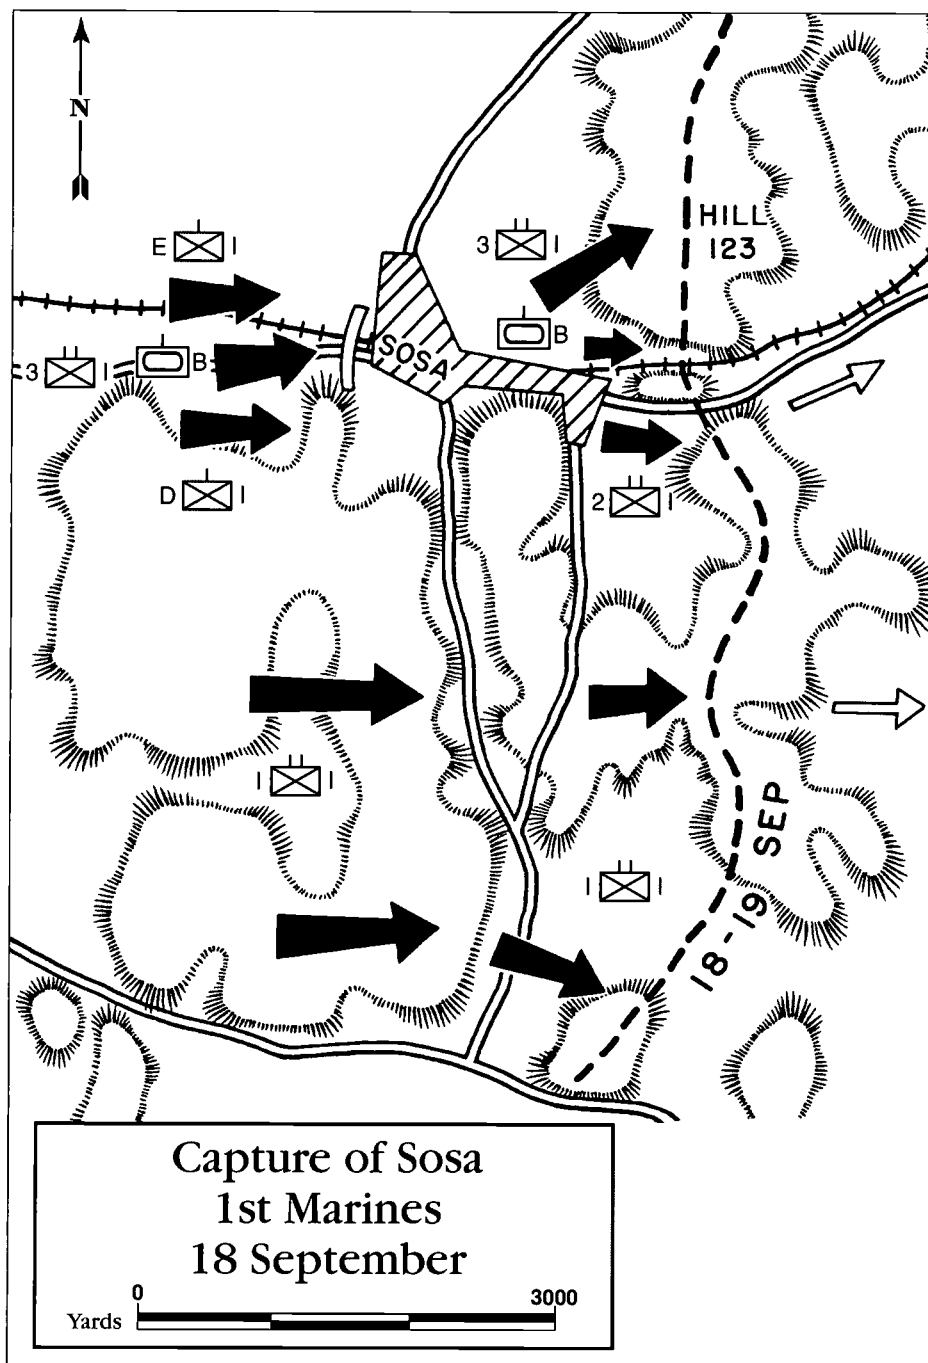 N
E I
3 I
HILL
123
B
SOSA
3 I
B
D I
2 I
I I
I I
18-19 SEP
Capture of Sosa
1st Marines
18 September
0 3000
Yards